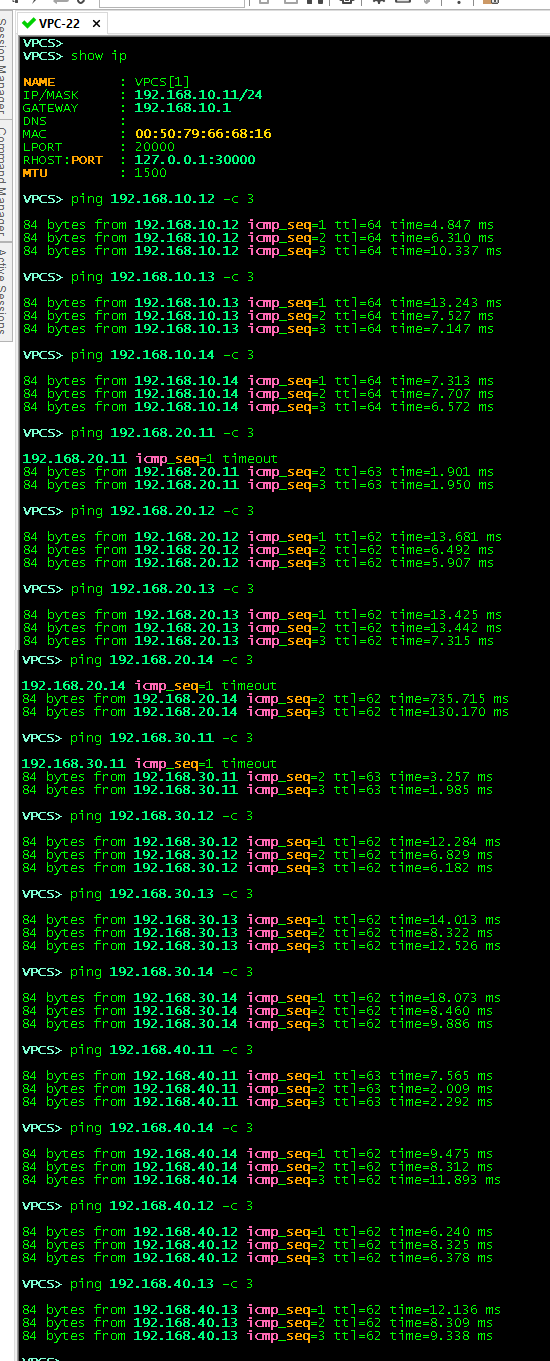 VPC-22
Session Manager
Command Manager
Active Sessions
VPCS>
VPCS> show ip
NAME : VPCS[1]
IP/MASK : 192.168.10.11/24
GATEWAY : 192.168.10.1
DNS :
MAC : 00:50:79:66:68:16
LPORT : 20000
RHOST:PORT : 127.0.0.1:30000
MTU : 1500
VPCS> ping 192.168.10.12 -c 3
84 bytes from 192.168.10.12 icmp_seq=1 ttl=64 time=4.847 ms
84 bytes from 192.168.10.12 icmp_seq=2 ttl=64 time=6.310 ms
84 bytes from 192.168.10.12 icmp_seq=3 ttl=64 time=10.337 ms
VPCS> ping 192.168.10.13 -c 3
84 bytes from 192.168.10.13 icmp_seq=1 ttl=64 time=13.243 ms
84 bytes from 192.168.10.13 icmp_seq=2 ttl=64 time=7.527 ms
84 bytes from 192.168.10.13 icmp_seq=3 ttl=64 time=7.147 ms
VPCS> ping 192.168.10.14 -c 3
84 bytes from 192.168.10.14 icmp_seq=1 ttl=64 time=7.313 ms
84 bytes from 192.168.10.14 icmp_seq=2 ttl=64 time=7.707 ms
84 bytes from 192.168.10.14 icmp_seq=3 ttl=64 time=6.572 ms
VPCS> ping 192.168.20.11 -c 3
192.168.20.11 icmp_seq=1 timeout
84 bytes from 192.168.20.11 icmp_seq=2 ttl=63 time=1.901 ms
84 bytes from 192.168.20.11 icmp_seq=3 ttl=63 time=1.950 ms
VPCS> ping 192.168.20.12 -c 3
84 bytes from 192.168.20.12 icmp_seq=1 ttl=62 time=13.681 ms
84 bytes from 192.168.20.12 icmp_seq=2 ttl=62 time=6.492 ms
84 bytes from 192.168.20.12 icmp_seq=3 ttl=62 time=5.907 ms
VPCS> ping 192.168.20.13 -c 3
84 bytes from 192.168.20.13 icmp_seq=1 ttl=62 time=13.425 ms
84 bytes from 192.168.20.13 icmp_seq=2 ttl=62 time=13.442 ms
84 bytes from 192.168.20.13 icmp_seq=3 ttl=62 time=7.315 ms
VPCS> ping 192.168.20.14 -c 3
192.168.20.14 icmp_seq=1 timeout
84 bytes from 192.168.20.14 icmp_seq=2 ttl=62 time=735.715 ms
84 bytes from 192.168.20.14 icmp_seq=3 ttl=62 time=130.170 ms
VPCS> ping 192.168.30.11 -c 3
192.168.30.11 icmp_seq=1 timeout
84 bytes from 192.168.30.11 icmp_seq=2 ttl=63 time=3.257 ms
84 bytes from 192.168.30.11 icmp_seq=3 ttl=63 time=1.985 ms
VPCS> ping 192.168.30.12 -c 3
84 bytes from 192.168.30.12 icmp_seq=1 ttl=62 time=12.284 ms
84 bytes from 192.168.30.12 icmp_seq=2 ttl=62 time=6.829 ms
84 bytes from 192.168.30.12 icmp_seq=3 ttl=62 time=6.182 ms
VPCS> ping 192.168.30.13 -c 3
84 bytes from 192.168.30.13 icmp_seq=1 ttl=62 time=14.013 ms
84 bytes from 192.168.30.13 icmp_seq=2 ttl=62 time=8.322 ms
84 bytes from 192.168.30.13 icmp_seq=3 ttl=62 time=12.526 ms
VPCS> ping 192.168.30.14 -c 3
84 bytes from 192.168.30.14 icmp_seq=1 ttl=62 time=18.073 ms
84 bytes from 192.168.30.14 icmp_seq=2 ttl=62 time=8.460 ms
84 bytes from 192.168.30.14 icmp_seq=3 ttl=62 time=9.886 ms
VPCS> ping 192.168.40.11 -c 3
84 bytes from 192.168.40.11 icmp_seq=1 ttl=63 time=7.565 ms
84 bytes from 192.168.40.11 icmp_seq=2 ttl=63 time=2.009 ms
84 bytes from 192.168.40.11 icmp_seq=3 ttl=63 time=2.292 ms
VPCS> ping 192.168.40.14 -c 3
84 bytes from 192.168.40.14 icmp_seq=1 ttl=62 time=9.475 ms
84 bytes from 192.168.40.14 icmp_seq=2 ttl=62 time=8.312 ms
84 bytes from 192.168.40.14 icmp_seq=3 ttl=62 time=11.893 ms
VPCS> ping 192.168.40.12 -c 3
84 bytes from 192.168.40.12 icmp_seq=1 ttl=62 time=6.240 ms
84 bytes from 192.168.40.12 icmp_seq=2 ttl=62 time=8.325 ms
84 bytes from 192.168.40.12 icmp_seq=3 ttl=62 time=6.378 ms
VPCS> ping 192.168.40.13 -c 3
84 bytes from 192.168.40.13 icmp_seq=1 ttl=62 time=12.136 ms
84 bytes from 192.168.40.13 icmp_seq=2 ttl=62 time=8.309 ms
84 bytes from 192.168.40.13 icmp_seq=3 ttl=62 time=9.338 ms
VPCS>